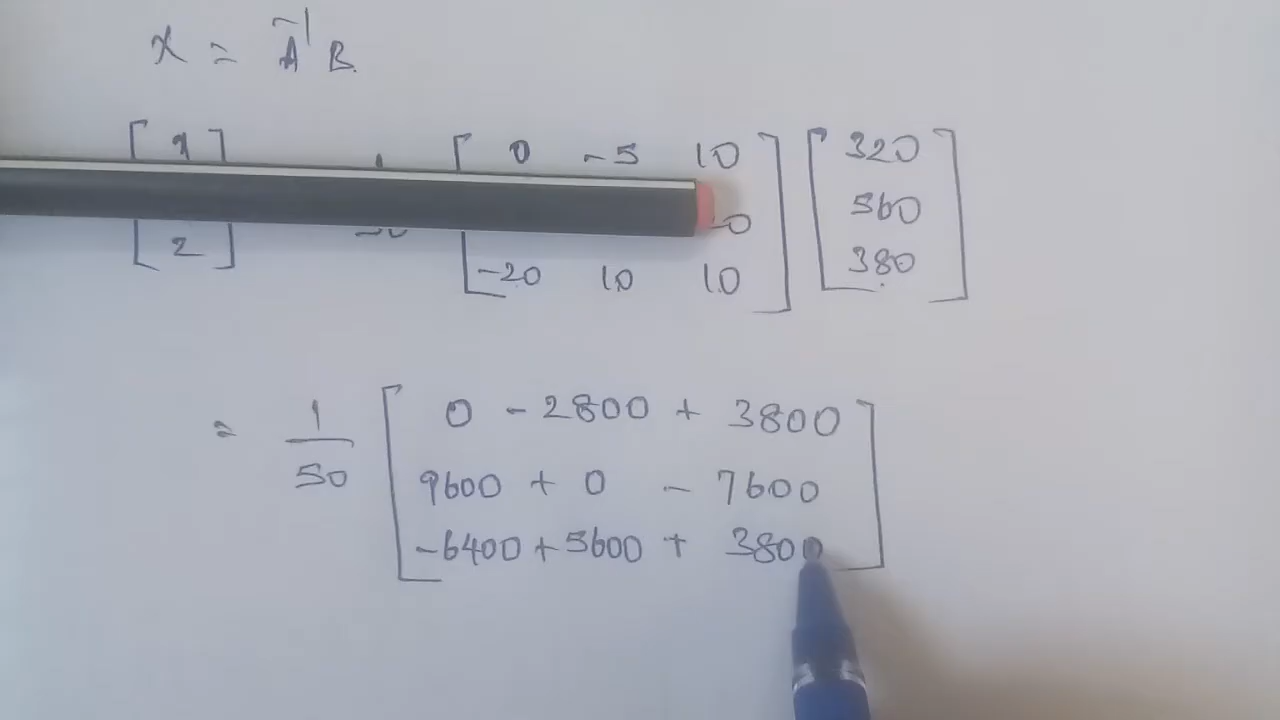 x = A⁻¹ B.
[ x ] [ 0 -5 10 ] [ 320 ]
0 ] [ 560 ]
[ z ] [ -20 10 10 ] [ 380 ]
= 1/50 [ 0 - 2800 + 3800 ]
[ 9600 + 0 - 7600 ]
[ -6400 + 5600 + 3800 ]